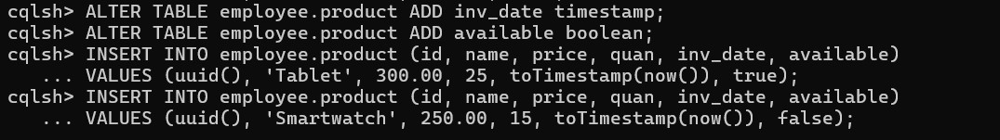 cqlsh> ALTER TABLE employee.product ADD inv_date timestamp;
cqlsh> ALTER TABLE employee.product ADD available boolean;
cqlsh> INSERT INTO employee.product (id, name, price, quan, inv_date, available)
   ... VALUES (uuid(), 'Tablet', 300.00, 25, toTimestamp(now()), true);
cqlsh> INSERT INTO employee.product (id, name, price, quan, inv_date, available)
   ... VALUES (uuid(), 'Smartwatch', 250.00, 15, toTimestamp(now()), false);